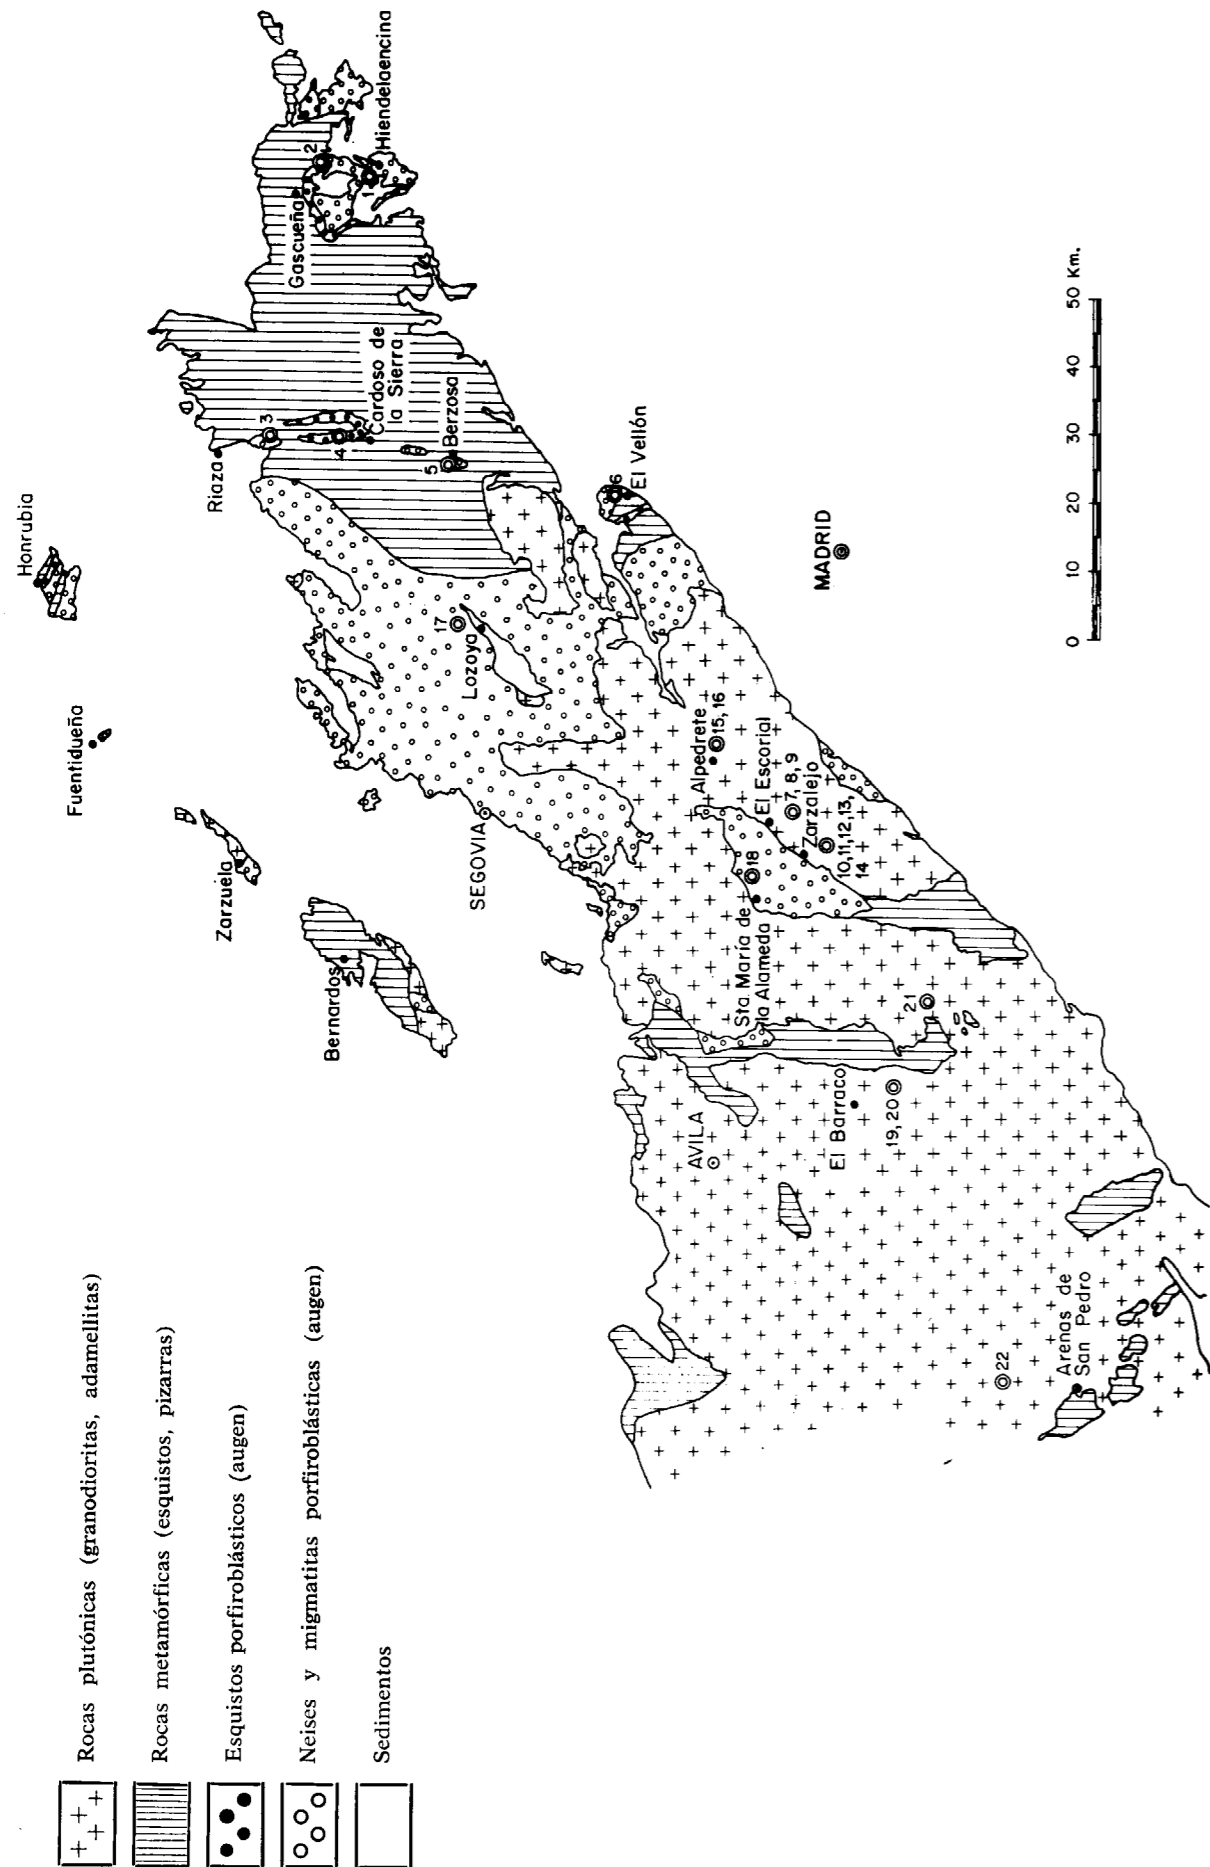 Rocas plutónicas (granodioritas, adamellitas)
Rocas metamórficas (esquistos, pizarras)
Esquistos porfiroblásticos (augen)
Neises y migmatitas porfiroblásticas (augen)
Sedimentos
Honrubia
Fuentidueña
Zarzuela
Bernardos
Riaza
3
4
Cardoso de
la Sierra
5
Berzosa
Gascueña
2
1
Hiendelaencina
6
El Vellón
17
Lozoya
SEGOVIA
MADRID
Alpedrete
15, 16
El Escorial
7, 8, 9
Zarzalejo
10, 11, 12, 13,
14
18
Sta. María de
la Alameda
21
AVILA
El Barraco
19, 20
22
Arenas de
San Pedro
0 10 20 30 40 50 Km.